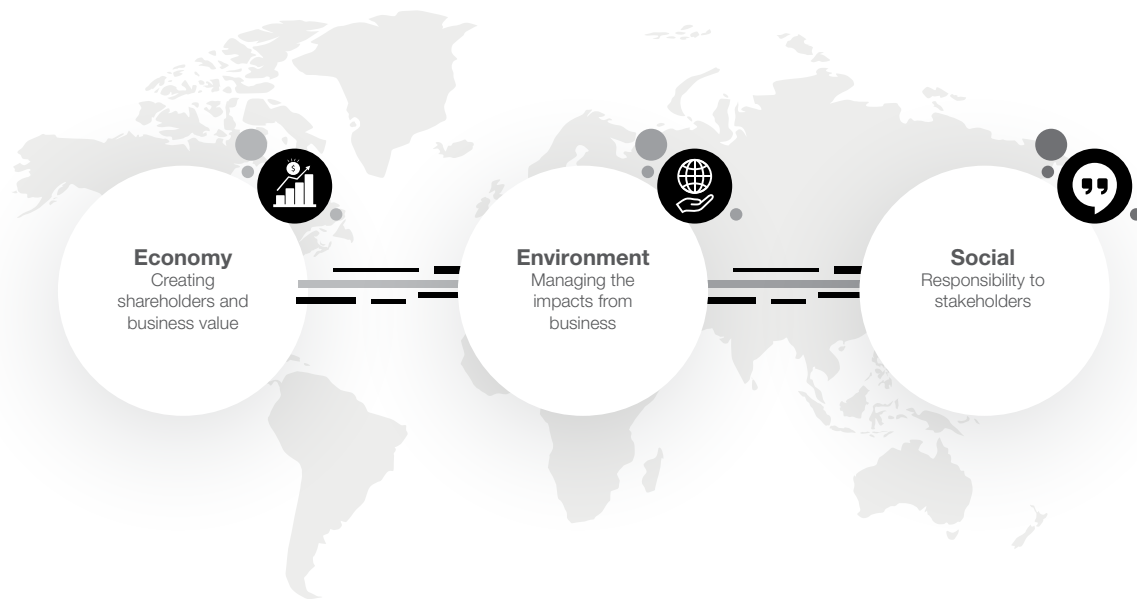 Economy
Creating
shareholders and
business value
Environment
Managing the
impacts from
business
Social
Responsibility to
stakeholders